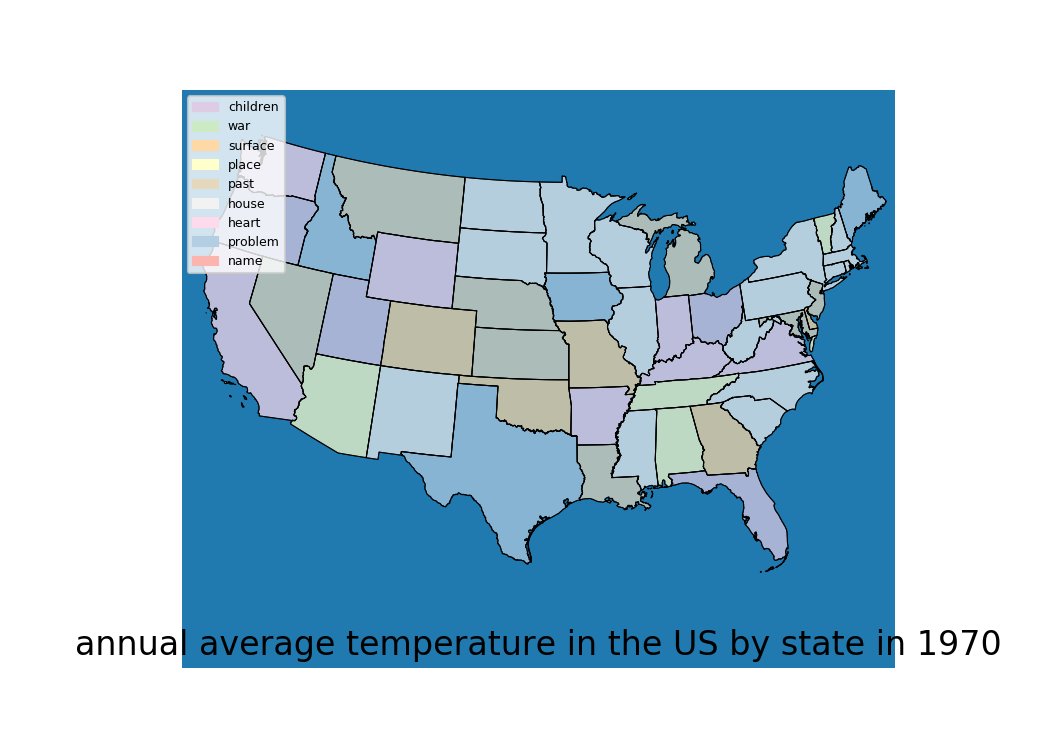 children
war
surface
place
past
house
heart
problem
name
annual average temperature in the US by state in 1970